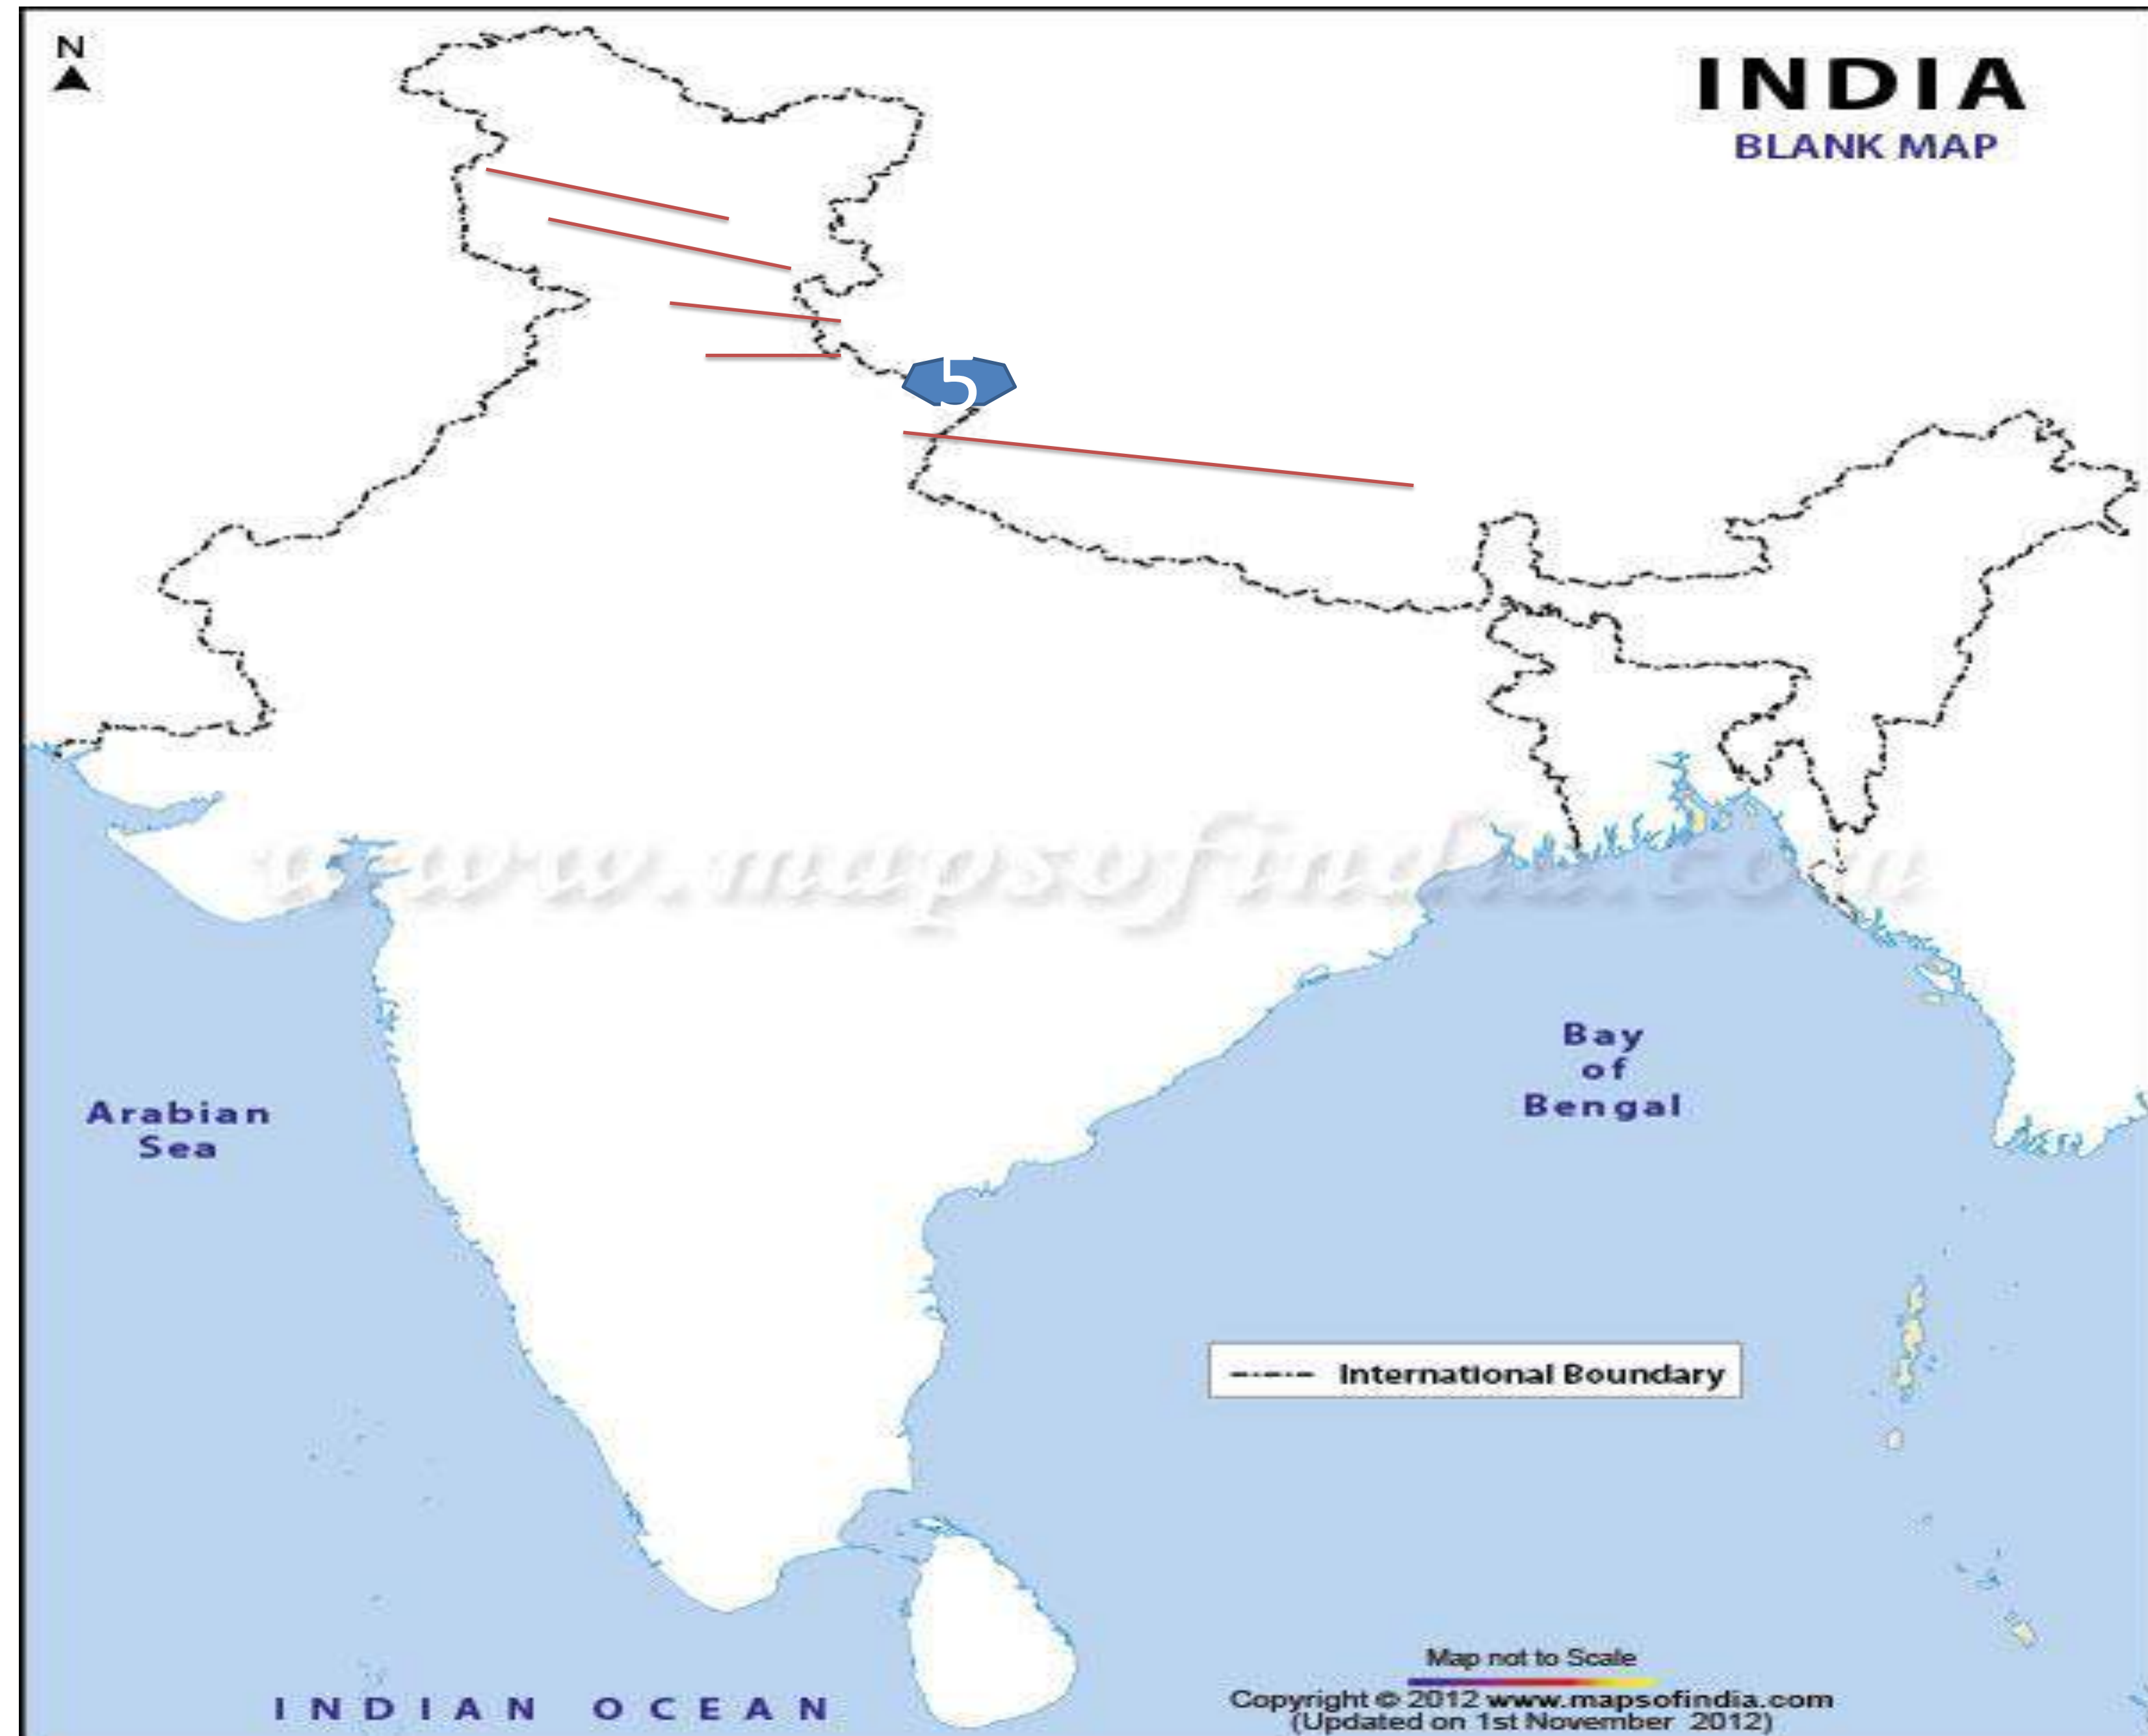 N
INDIA
BLANK MAP
5
www.mapsofindia.com
Bay
of
Bengal
Arabian
Sea
International Boundary
Map not to Scale
INDIAN OCEAN
Copyright © 2012 www.mapsofindia.com
(Updated on 1st November 2012)